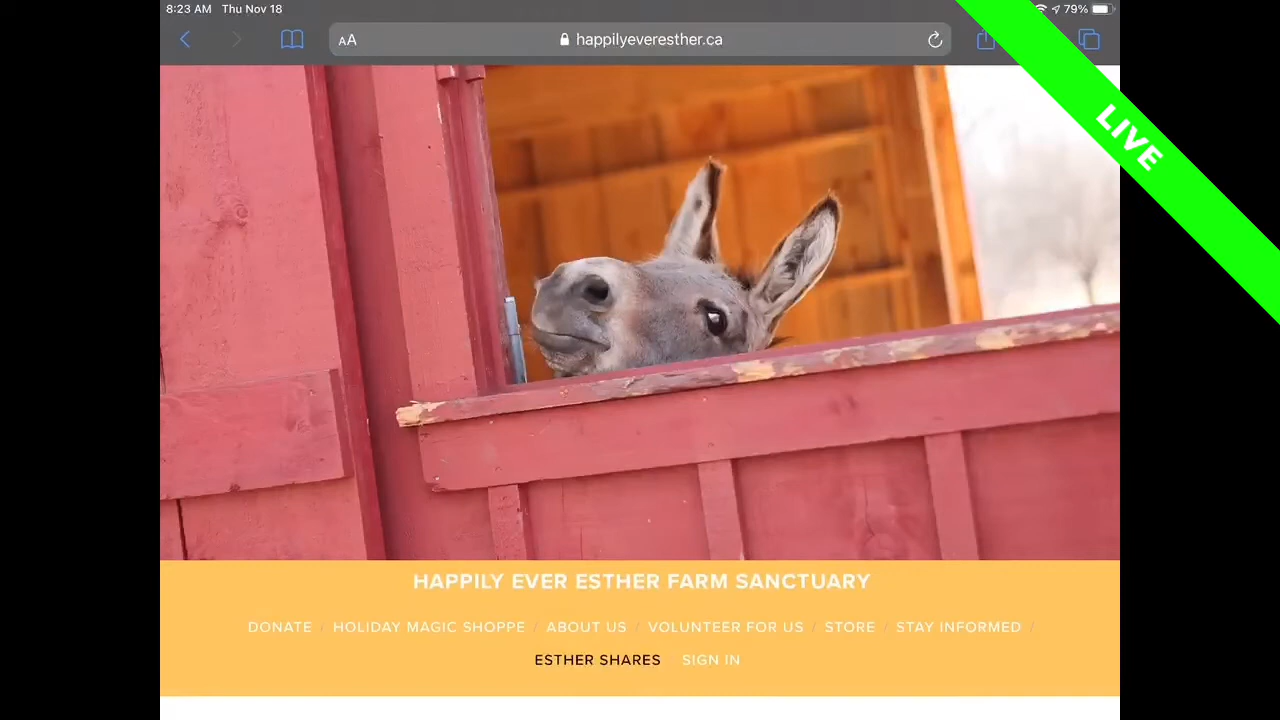 8:23 AM Thu Nov 18
79%
AA happilyeveresther.ca
LIVE
HAPPILY EVER ESTHER FARM SANCTUARY
DONATE / HOLIDAY MAGIC SHOPPE / ABOUT US / VOLUNTEER FOR US / STORE / STAY INFORMED /
ESTHER SHARES SIGN IN